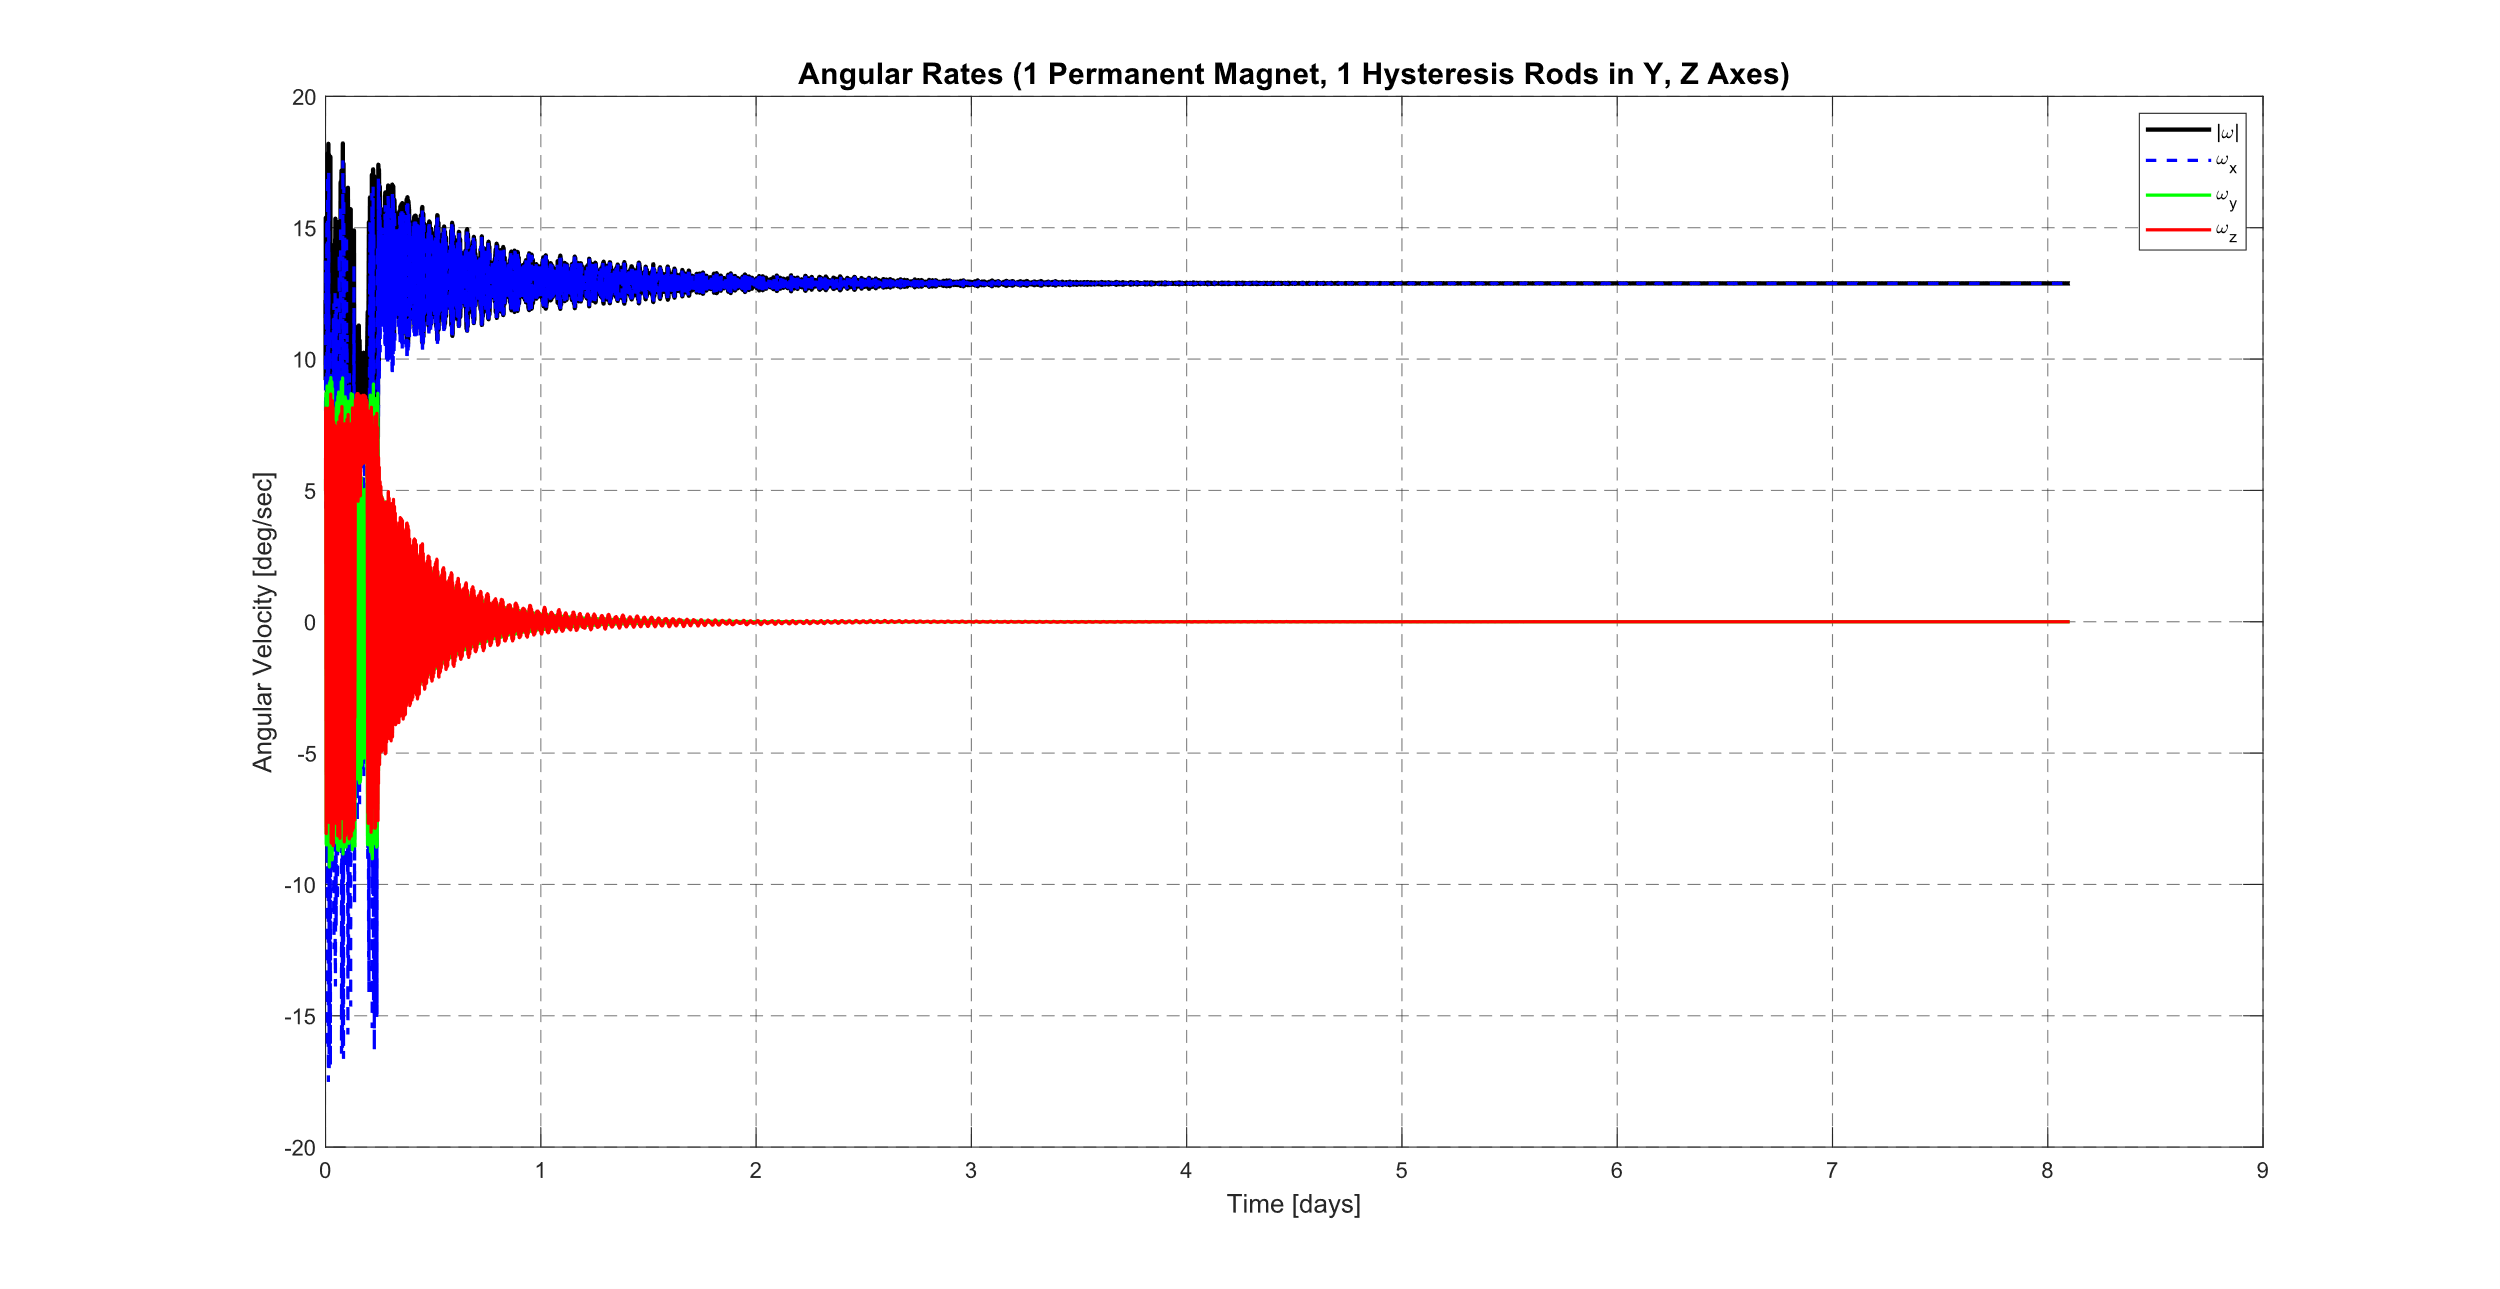 Angular Rates (1 Permanent Magnet, 1 Hysteresis Rods in Y, Z Axes)
|ω|
ωx
ωy
ωz
20
15
10
5
0
-5
-10
-15
-20
Angular Velocity [deg/sec]
0 1 2 3 4 5 6 7 8 9
Time [days]